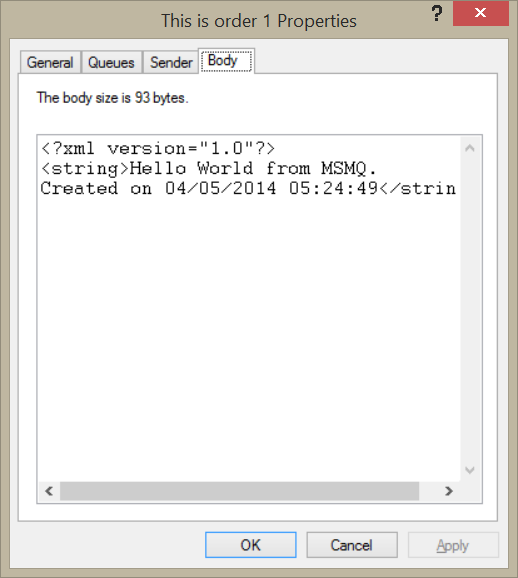 This is order 1 Properties
? ×
General Queues Sender Body
The body size is 93 bytes.
<?xml version="1.0"?>
<string>Hello World from MSMQ.
Created on 04/05/2014 05:24:49</strin
OK Cancel Apply